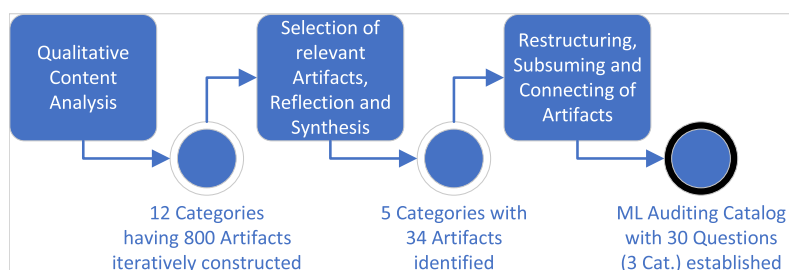 Qualitative
Content
Analysis
12 Categories
having 800 Artifacts
iteratively constructed
Selection of
relevant
Artifacts,
Reflection and
Synthesis
5 Categories with
34 Artifacts
identified
Restructuring,
Subsuming and
Connecting of
Artifacts
ML Auditing Catalog
with 30 Questions
(3 Cat.) established